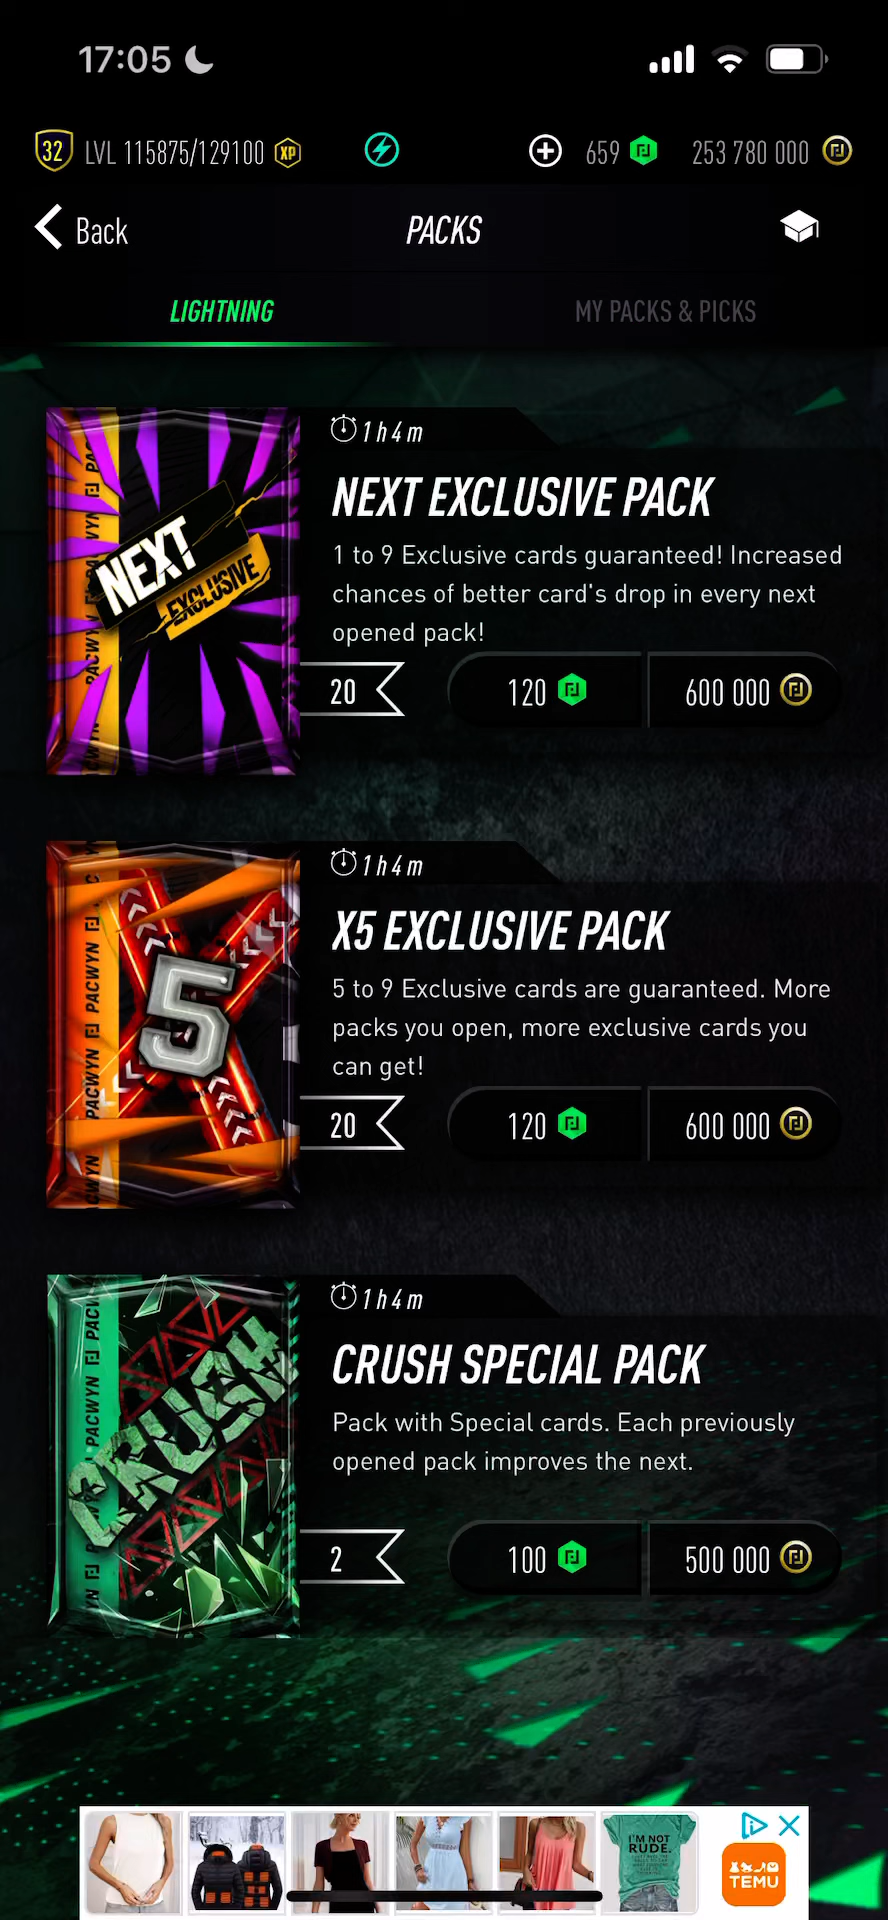 17:05
32 LVL 115875/129100 XP 659 253 780 000
Back PACKS
LIGHTNING MY PACKS & PICKS
PACWYN
NEXT
EXCLUSIVE
1h4m
NEXT EXCLUSIVE PACK
1 to 9 Exclusive cards guaranteed! Increased
chances of better card's drop in every next
opened pack!
20 120 600 000
PACWYN PACWYN
5
1h4m
X5 EXCLUSIVE PACK
5 to 9 Exclusive cards are guaranteed. More
packs you open, more exclusive cards you
can get!
20 120 600 000
PACWYN
CRUSH
1h4m
CRUSH SPECIAL PACK
Pack with Special cards. Each previously
opened pack improves the next.
2 100 500 000
I'M NOT
RUDE.
TEMU